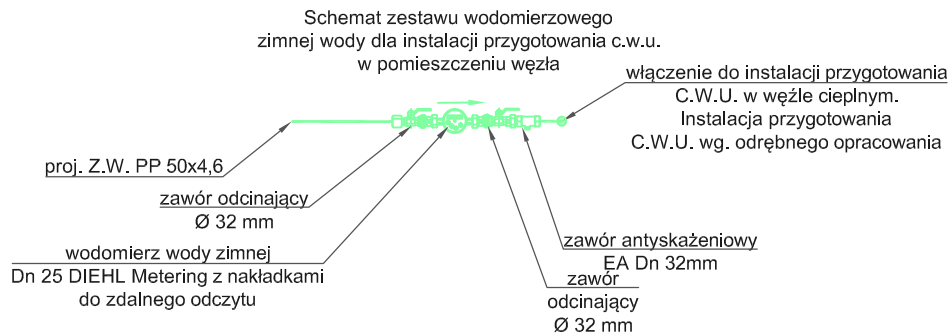 Schemat zestawu wodomierzowego
zimnej wody dla instalacji przygotowania c.w.u.
w pomieszczeniu węzła
włączenie do instalacji przygotowania
C.W.U. w węźle cieplnym.
Instalacja przygotowania
C.W.U. wg. odrębnego opracowania
proj. Z.W. PP 50x4,6
zawór odcinający
Ø 32 mm
wodomierz wody zimnej
Dn 25 DIEHL Metering z nakładkami
do zdalnego odczytu
zawór antyskażeniowy
EA Dn 32mm
zawór
odcinający
Ø 32 mm